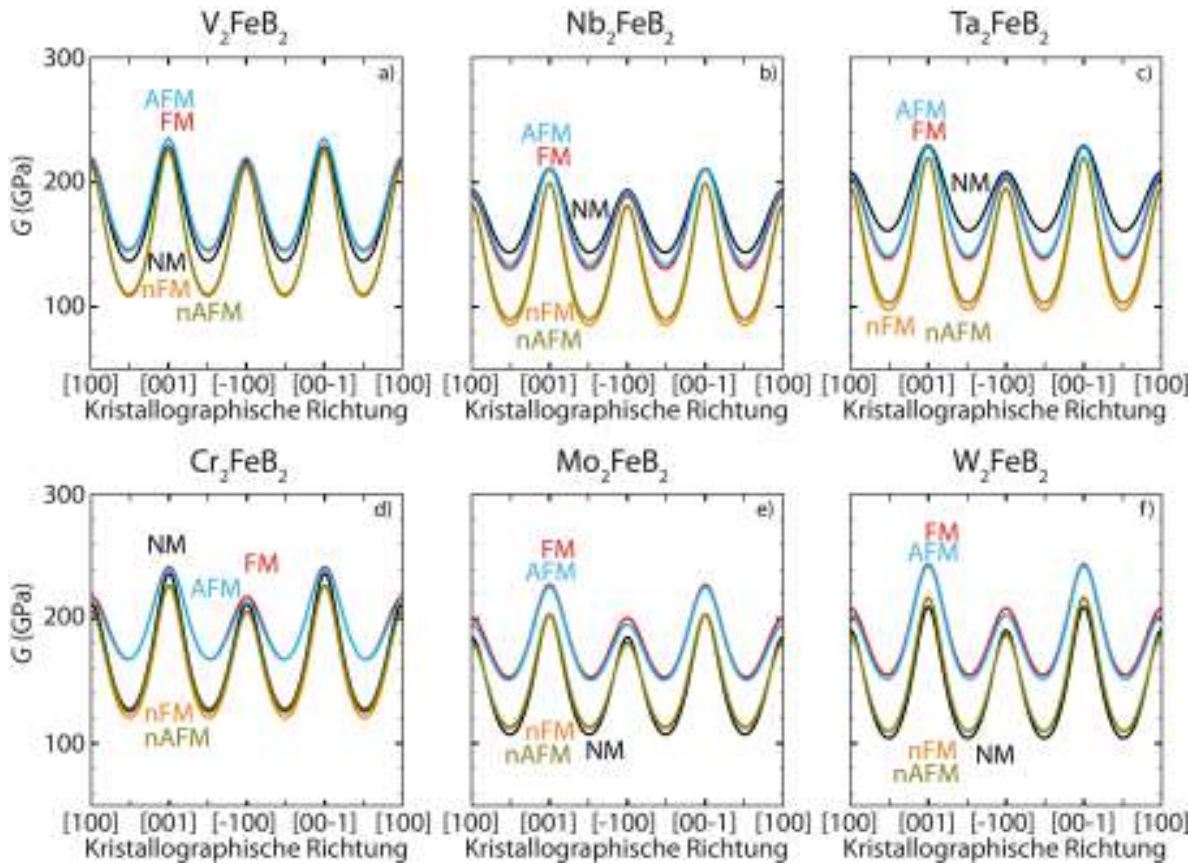 V₂FeB₂ Nb₂FeB₂ Ta₂FeB₂
300 a) b) c)
AFM
FM
AFM
FM
AFM
FM
200
G (GPa)
NM
NM
NM
nFM
nAFM
nFM
nAFM
nFM nAFM
100
[100] [001] [-100] [00-1] [100] [100] [001] [-100] [00-1] [100] [100] [001] [-100] [00-1] [100]
Kristallographische Richtung Kristallographische Richtung Kristallographische Richtung
Cr₂FeB₂ Mo₂FeB₂ W₂FeB₂
300 d) e) f)
NM
FM
AFM
FM
AFM
FM
AFM
200
G (GPa)
nFM
nAFM
nFM
nAFM NM
nFM
nAFM
NM
100
[100] [001] [-100] [00-1] [100] [100] [001] [-100] [00-1] [100] [100] [001] [-100] [00-1] [100]
Kristallographische Richtung Kristallographische Richtung Kristallographische Richtung